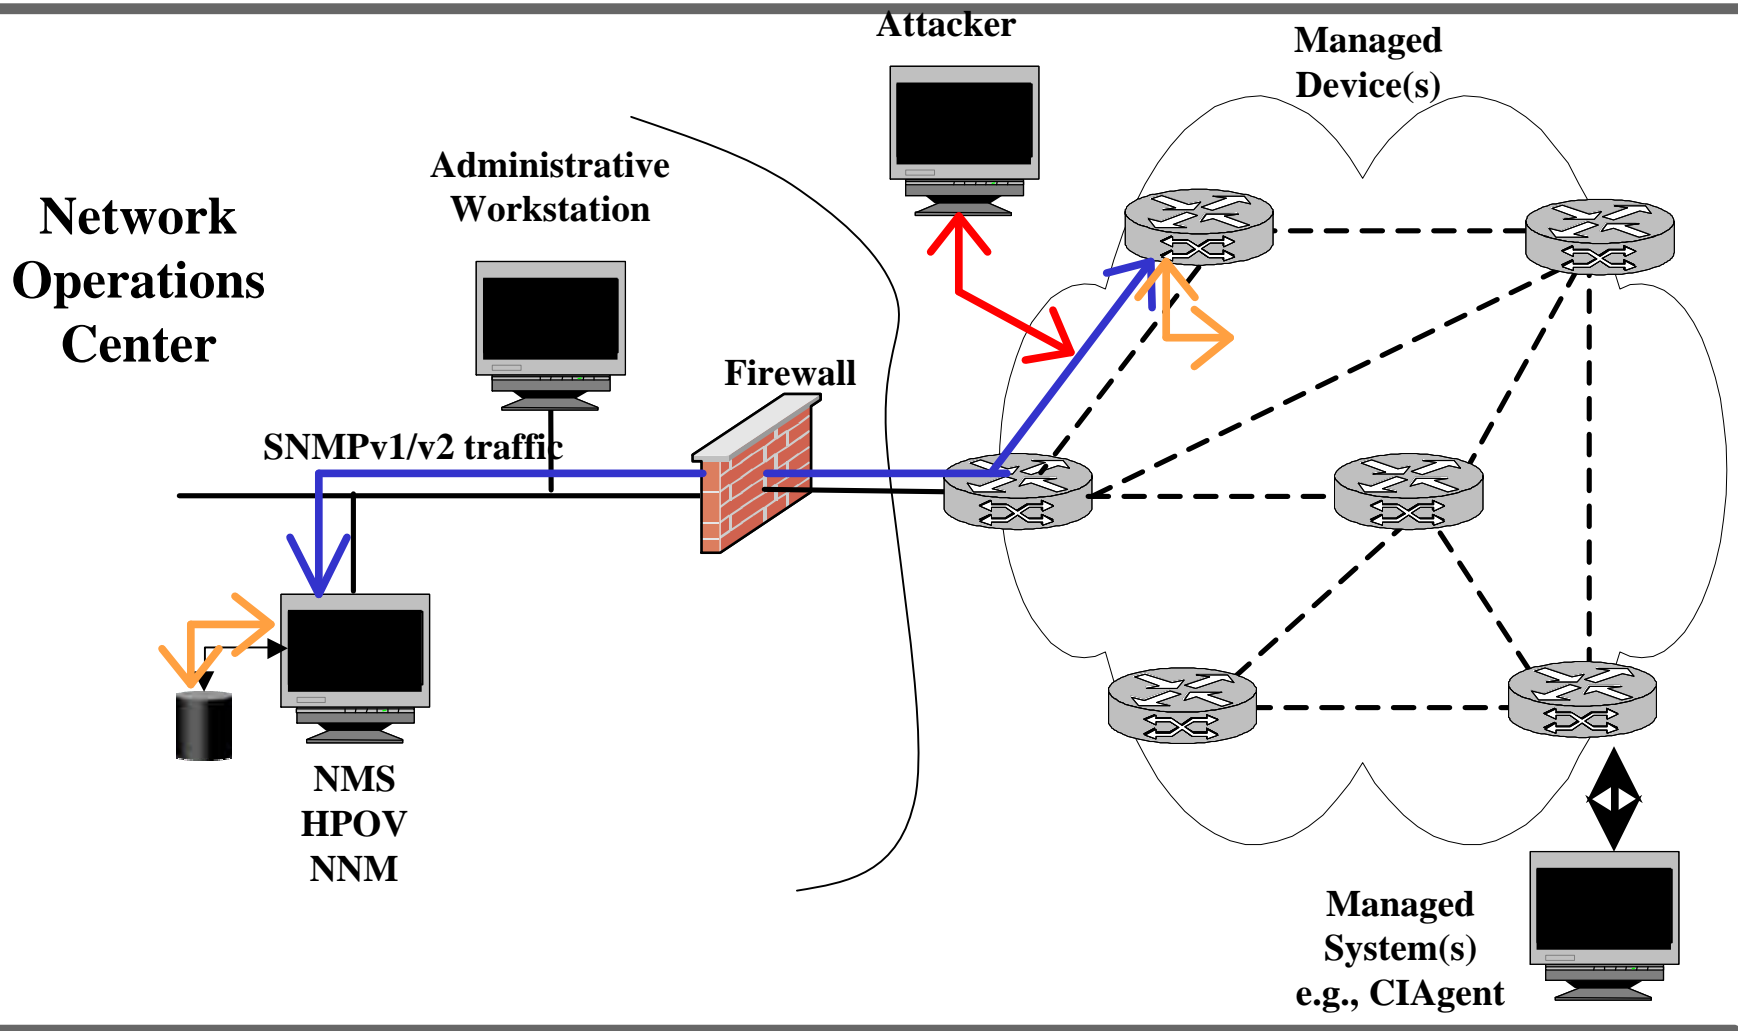 Attacker
Managed
Device(s)
Administrative
Workstation
Network
Operations
Center
Firewall
SNMPv1/v2 traffic
NMS
HPOV
NNM
Managed
System(s)
e.g., CIAgent